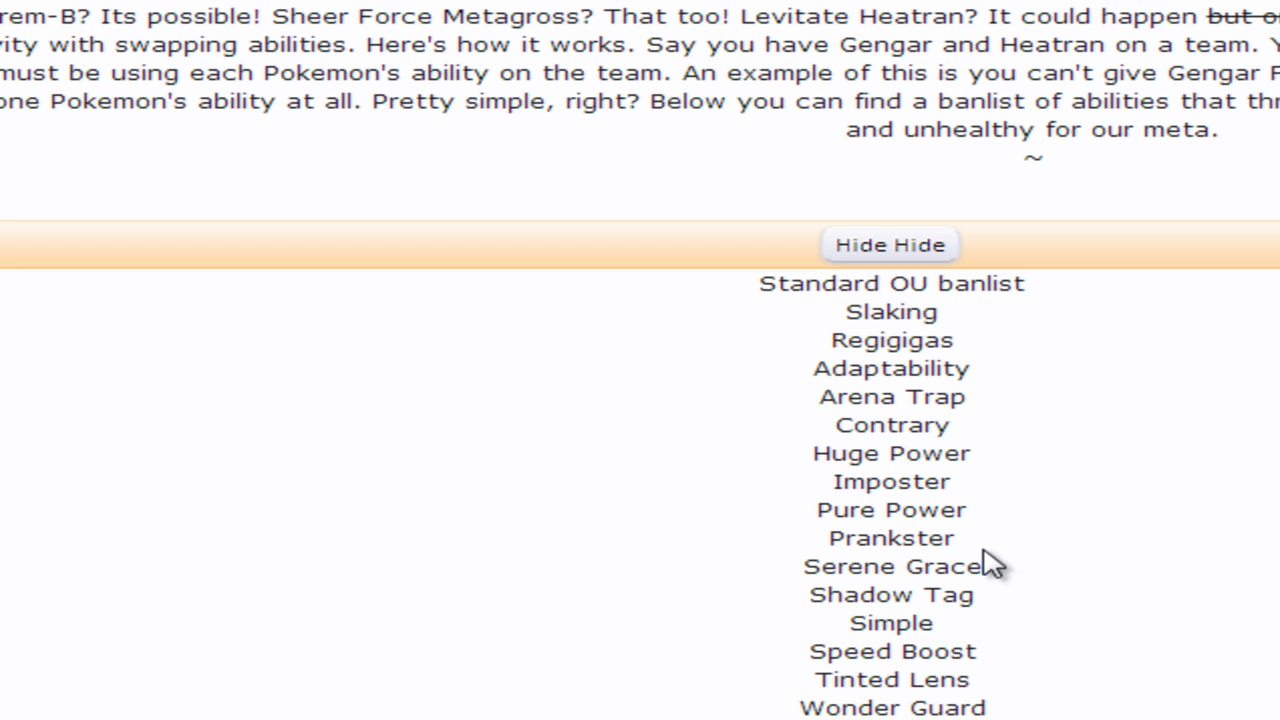 rem-B? Its possible! Sheer Force Metagross? That too! Levitate Heatran? It could happen but
vity with swapping abilities. Here's how it works. Say you have Gengar and Heatran on a team.
must be using each Pokemon's ability on the team. An example of this is you can't give Gengar
one Pokemon's ability at all. Pretty simple, right? Below you can find a banlist of abilities that
and unhealthy for our meta.
~
Hide Hide
Standard OU banlist
Slaking
Regigigas
Adaptability
Arena Trap
Contrary
Huge Power
Imposter
Pure Power
Prankster
Serene Grace
Shadow Tag
Simple
Speed Boost
Tinted Lens
Wonder Guard